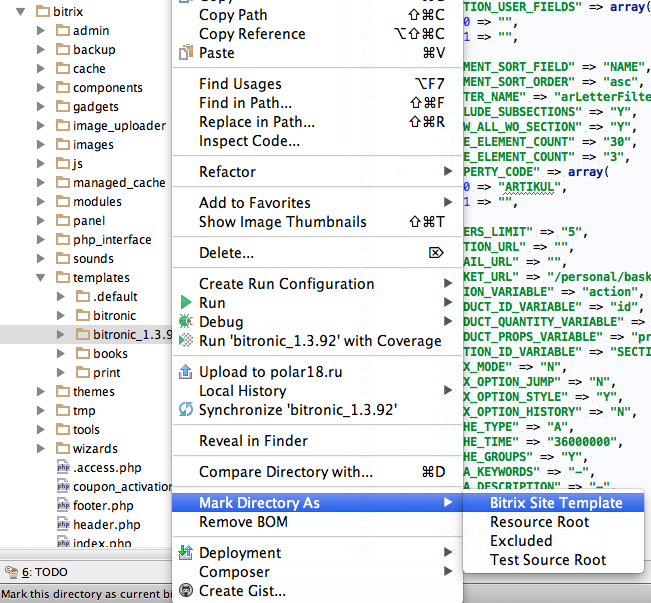 bitrix
admin
backup
cache
components
gadgets
image_uploader
images
js
managed_cache
modules
panel
php_interface
sounds
templates
.default
bitronic
bitronic_1.3.9
books
print
themes
tmp
tools
wizards
.access.php
coupon_activation
footer.php
header.php
index.php
6: TODO
Mark this directory as current bi
Copy Path ⇧⌘C
Copy Reference ⌥⇧⌘C
Paste ⌘V
Find Usages ⌥F7
Find in Path... ⇧⌘F
Replace in Path... ⇧⌘R
Inspect Code...
Refactor
Add to Favorites
Show Image Thumbnails ⇧⌘T
Delete... ⌦
Create Run Configuration
Run
Debug
Run 'bitronic_1.3.92' with Coverage
Upload to polar18.ru
Local History
Synchronize 'bitronic_1.3.92'
Reveal in Finder
Compare Directory with... ⌘D
Mark Directory As
Remove BOM
Deployment
Composer
Create Gist...
Bitrix Site Template
Resource Root
Excluded
Test Source Root
TION_USER_FIELDS" => array(
0 => "",
1 => "",
MENT_SORT_FIELD" => "NAME",
MENT_SORT_ORDER" => "asc",
TER_NAME" => "arLetterFilte
LUDE_SUBSECTIONS" => "Y",
W_ALL_WO_SECTION" => "Y",
E_ELEMENT_COUNT" => "30",
E_ELEMENT_COUNT" => "3",
PERTY_CODE" => array(
0 => "ARTIKUL",
1 => "",
ERS_LIMIT" => "5",
TION_URL" => "",
AIL_URL" => "",
KET_URL" => "/personal/bask
ION_VARIABLE" => "action",
DUCT_ID_VARIABLE" => "id",
DUCT_QUANTITY_VARIABLE" =>
DUCT_PROPS_VARIABLE" => "pr
TION_ID_VARIABLE" => "SECTI
X_MODE" => "N",
X_OPTION_JUMP" => "N",
X_OPTION_STYLE" => "Y",
X_OPTION_HISTORY" => "N",
HE_TYPE" => "A",
HE_TIME" => "36000000",
HE_GROUPS" => "Y",
A_KEYWORDS" => "-",
A_DESCRIPTION" => "-",